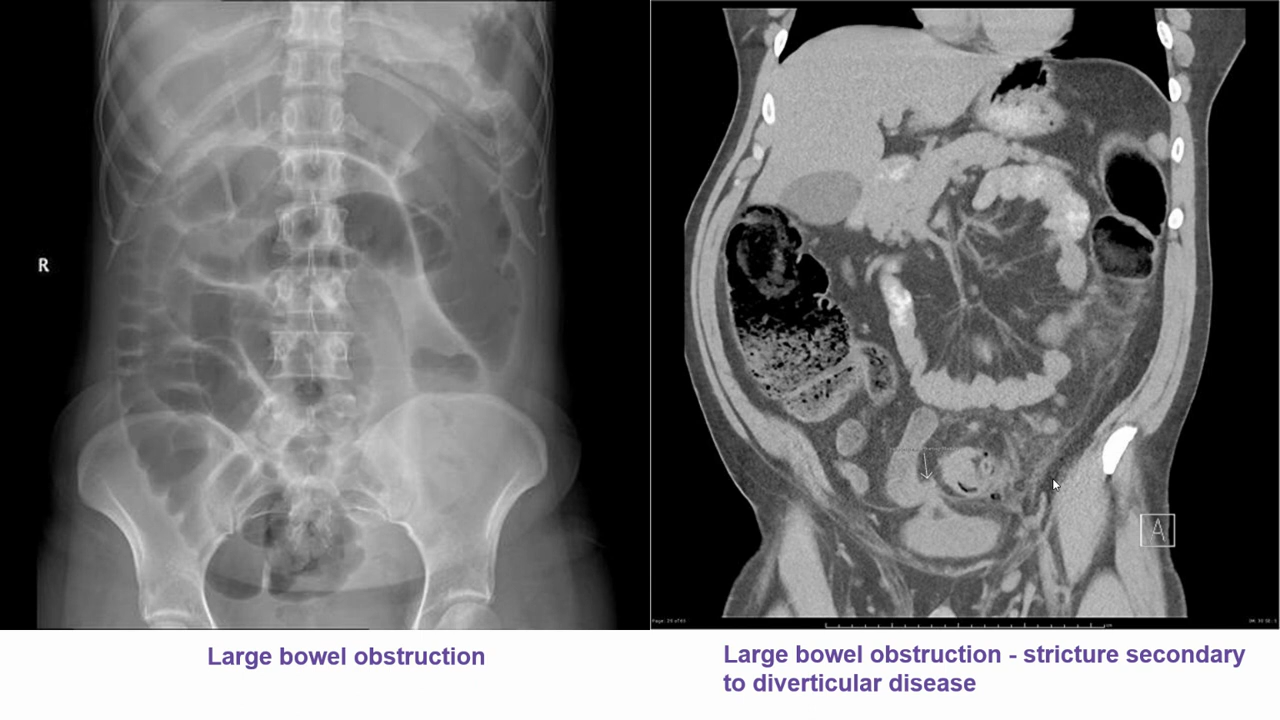 R
A
Large bowel obstruction
Large bowel obstruction - stricture secondary
to diverticular disease